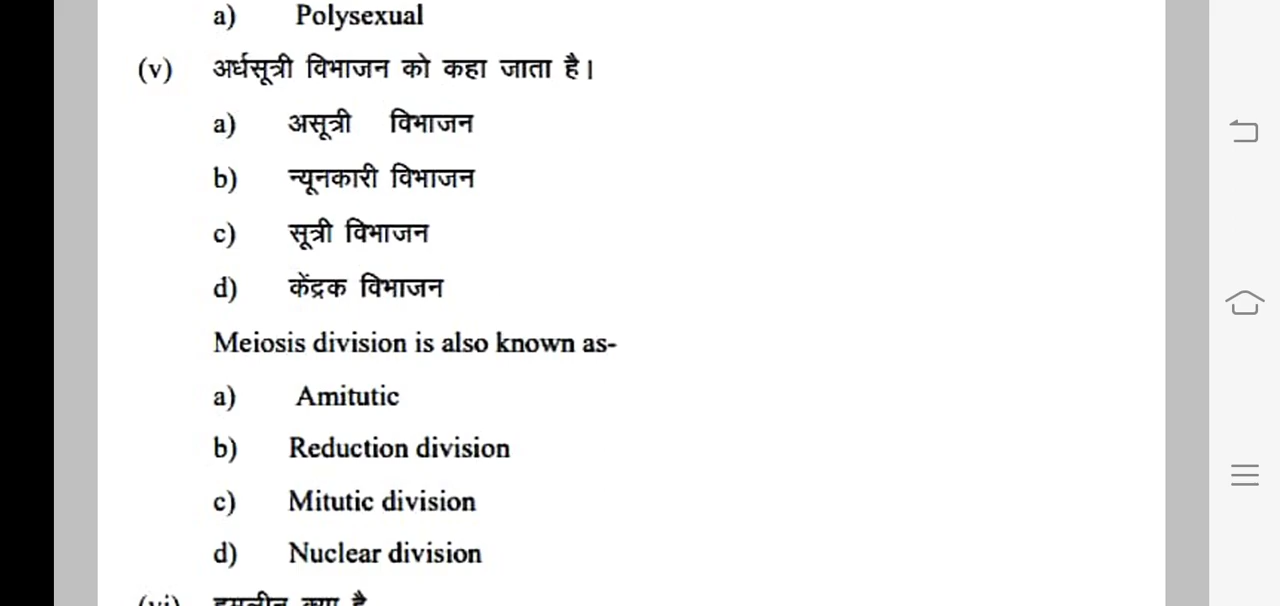 a) Polysexual
(v) अर्धसूत्री विभाजन को कहा जाता है।
a) असूत्री विभाजन
b) न्यूनकारी विभाजन
c) सूत्री विभाजन
d) केंद्रक विभाजन
Meiosis division is also known as-
a) Amitutic
b) Reduction division
c) Mitutic division
d) Nuclear division
(vi) क्या है